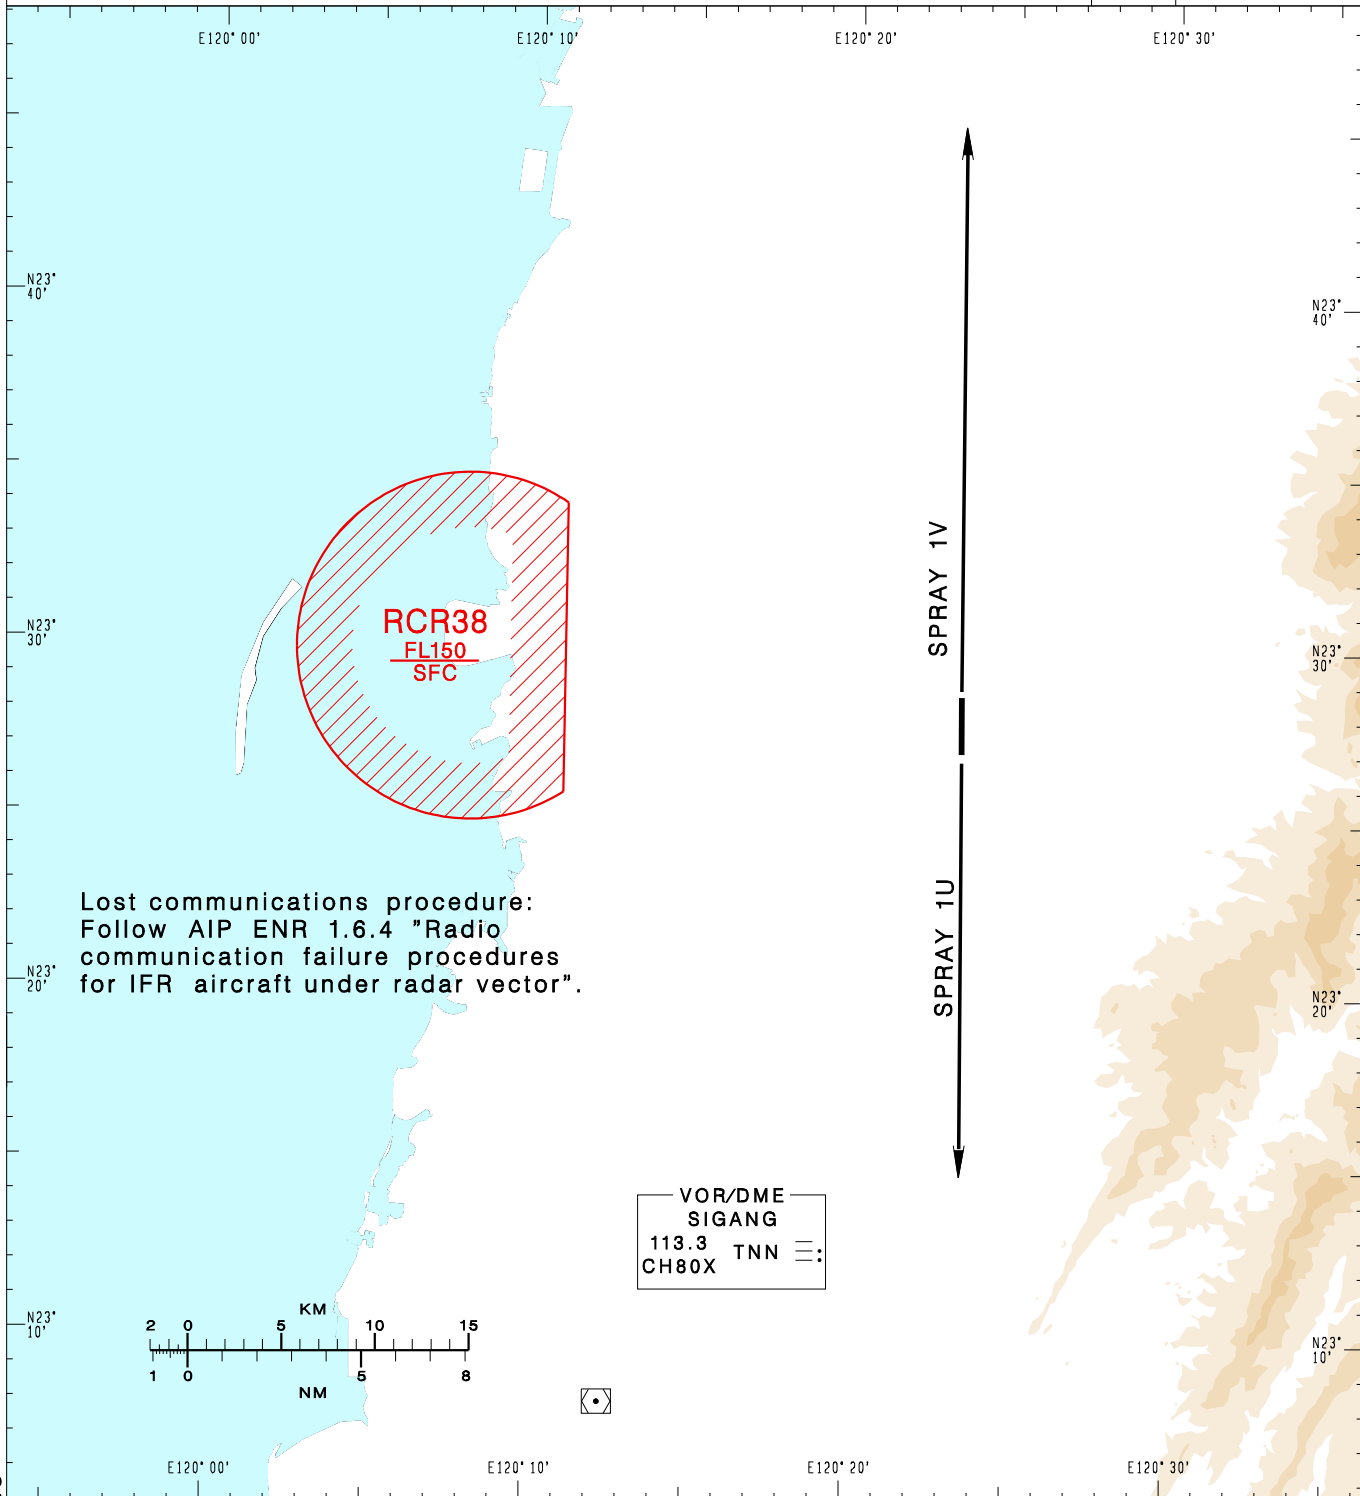 E120° 00'
E120° 10'
E120° 20'
E120° 30'
N23°
40'
N23°
40'
SPRAY 1V
RCR38
FL150
SFC
N23°
30'
N23°
30'
SPRAY 1U
Lost communications procedure:
Follow AIP ENR 1.6.4 "Radio
communication failure procedures
for IFR aircraft under radar vector".
N23°
20'
N23°
20'
VOR/DME
SIGANG
113.3
TNN
CH80X
KM
2 0 5 10 15
1 0 5 8
NM
N23°
10'
N23°
10'
E120° 00'
E120° 10'
E120° 20'
E120° 30'